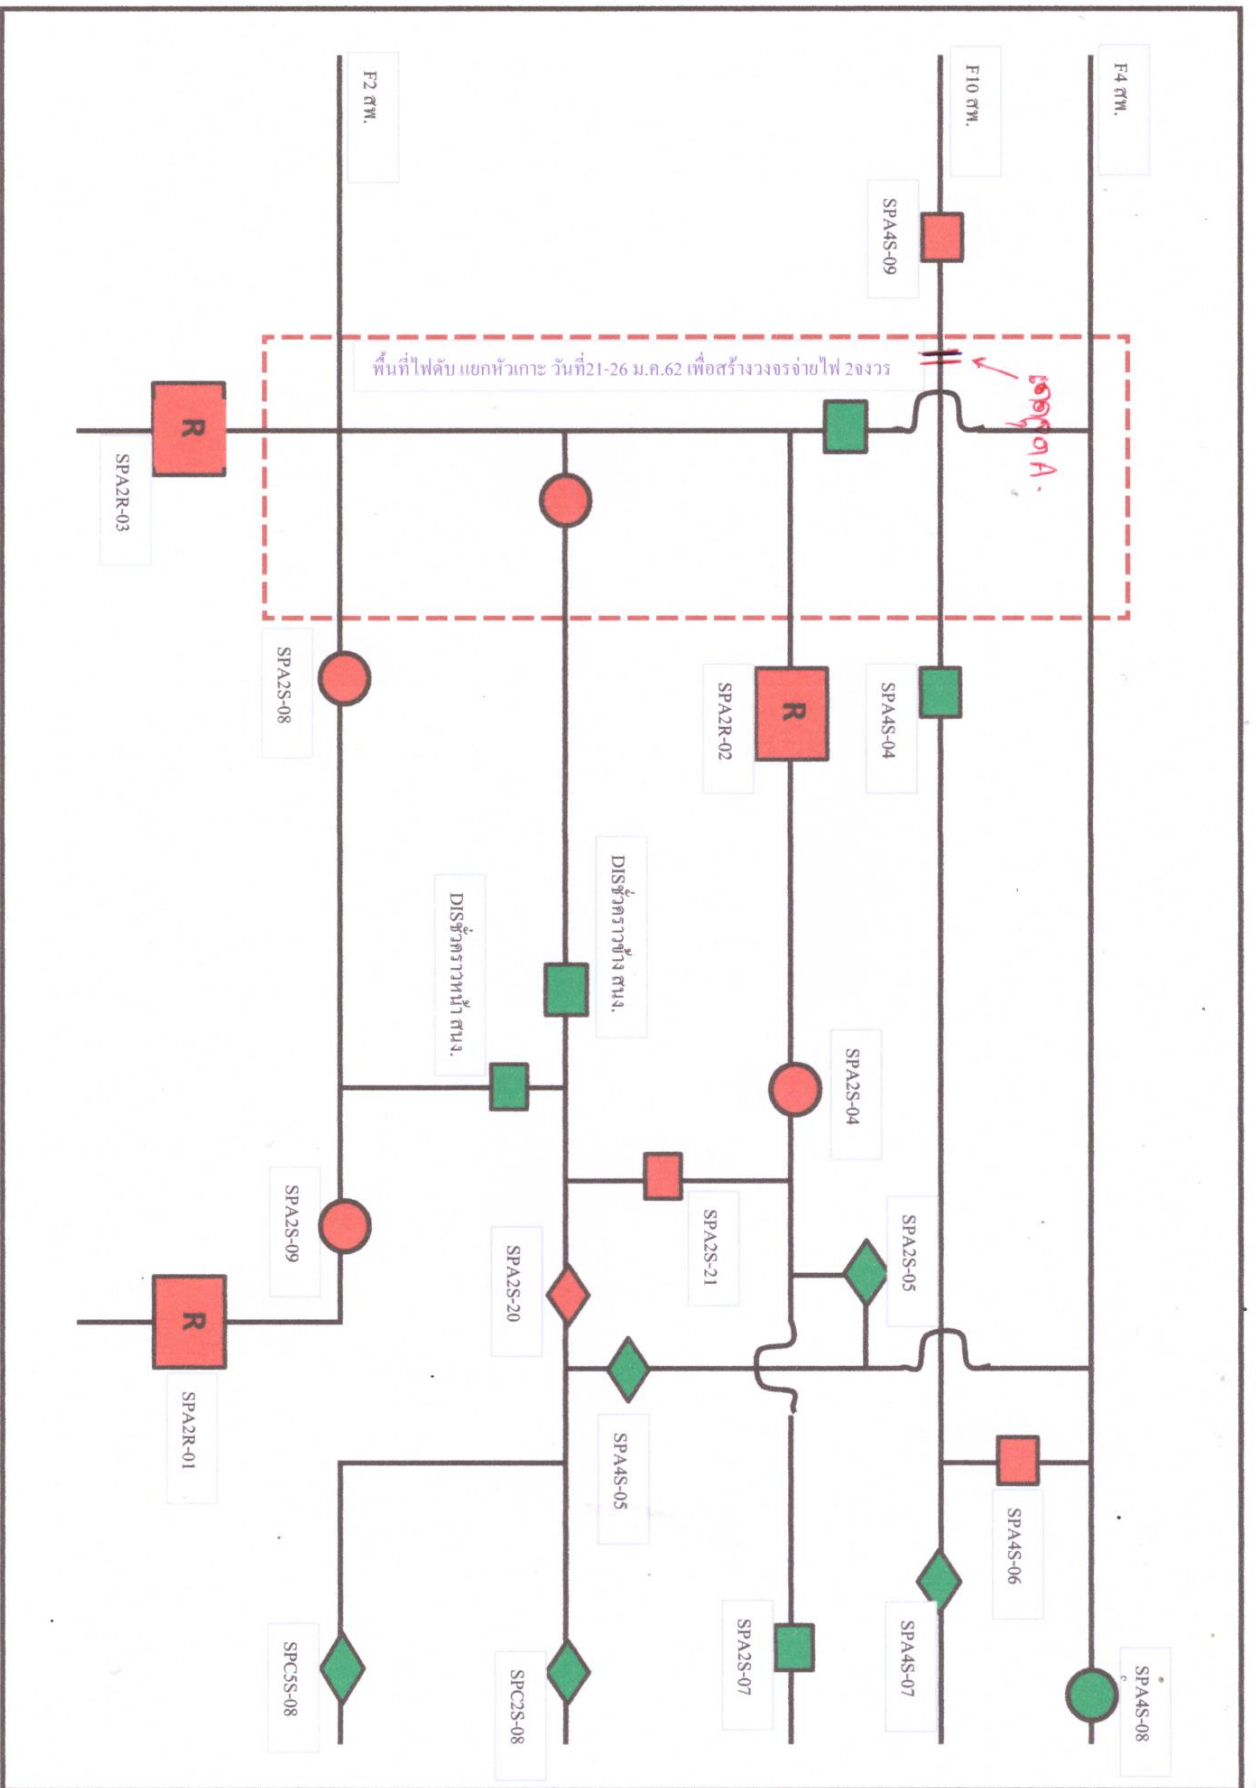 F4 สพ.
F10 สพ.
F2 สพ.
SPA4S-09
พื้นที่ไฟดับ แยกหัวเกาะ วันที่21-26 ม.ค.62 เพื่อสร้างวงจรจ่ายไฟ 2จงวร
R
SPA2R-03
SPA4S-04
R
SPA2R-02
SPA2S-08
DISชั่วคราวข้าง สนง.
DISชั่วคราวหน้า สนง.
SPA2S-04
SPA2S-05
SPA2S-21
SPA2S-20
SPA2S-09
R
SPA2R-01
SPA4S-05
SPA4S-06
SPA4S-07
SPA4S-08
SPA2S-07
SPC2S-08
SPC5S-08